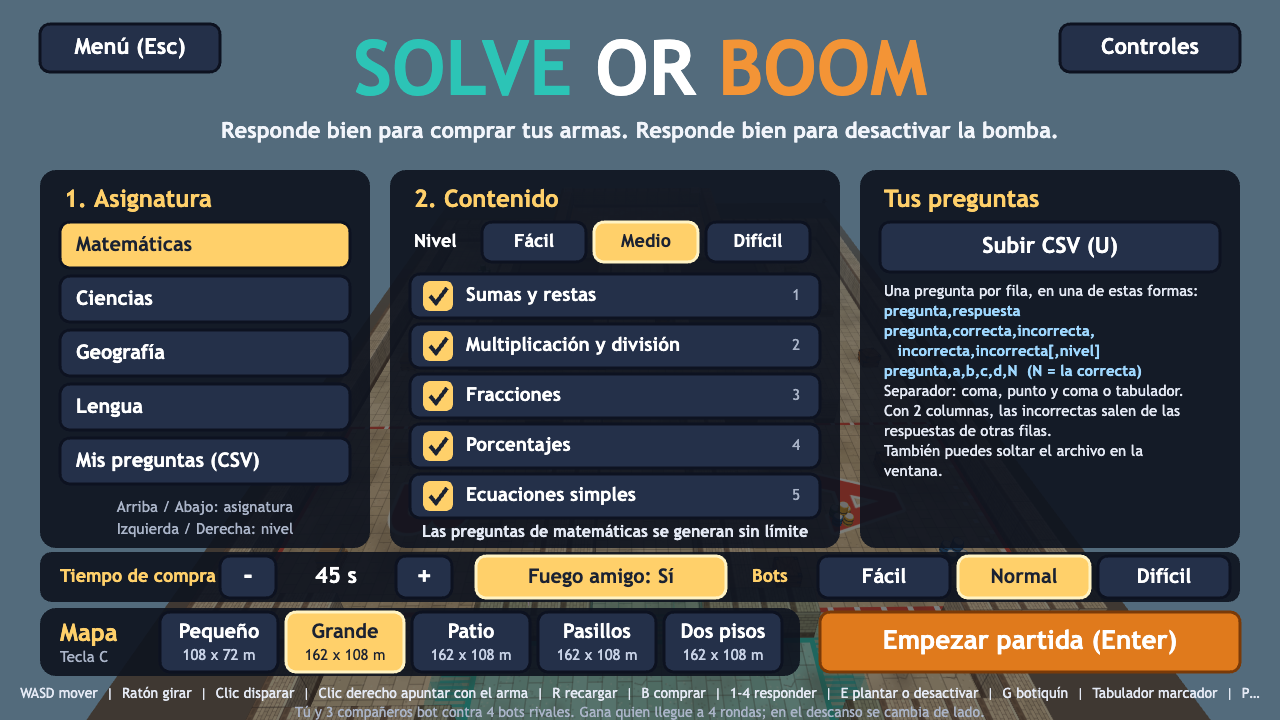 Menú (Esc)
SOLVE OR BOOM
Controles
Responde bien para comprar tus armas. Responde bien para desactivar la bomba.
1. Asignatura
Matemáticas
Ciencias
Geografía
Lengua
Mis preguntas (CSV)
Arriba / Abajo: asignatura
Izquierda / Derecha: nivel
2. Contenido
Nivel Fácil Medio Difícil
Sumas y restas 1
Multiplicación y división 2
Fracciones 3
Porcentajes 4
Ecuaciones simples 5
Las preguntas de matemáticas se generan sin límite
Tus preguntas
Subir CSV (U)
Una pregunta por fila, en una de estas formas:
pregunta,respuesta
pregunta,correcta,incorrecta,
incorrecta,incorrecta[,nivel]
pregunta,a,b,c,d,N (N = la correcta)
Separador: coma, punto y coma o tabulador.
Con 2 columnas, las incorrectas salen de las
respuestas de otras filas.
También puedes soltar el archivo en la
ventana.
Tiempo de compra - 45 s + Fuego amigo: Sí Bots Fácil Normal Difícil
Mapa
Tecla C
Pequeño
108 x 72 m
Grande
162 x 108 m
Patio
162 x 108 m
Pasillos
162 x 108 m
Dos pisos
162 x 108 m
Empezar partida (Enter)
WASD mover | Ratón girar | Clic disparar | Clic derecho apuntar con el arma | R recargar | B comprar | 1-4 responder | E plantar o desactivar | G botiquín | Tabulador marcador | P...
Tú y 3 compañeros bot contra 4 bots rivales. Gana quien llegue a 4 rondas; en el descanso se cambia de lado.